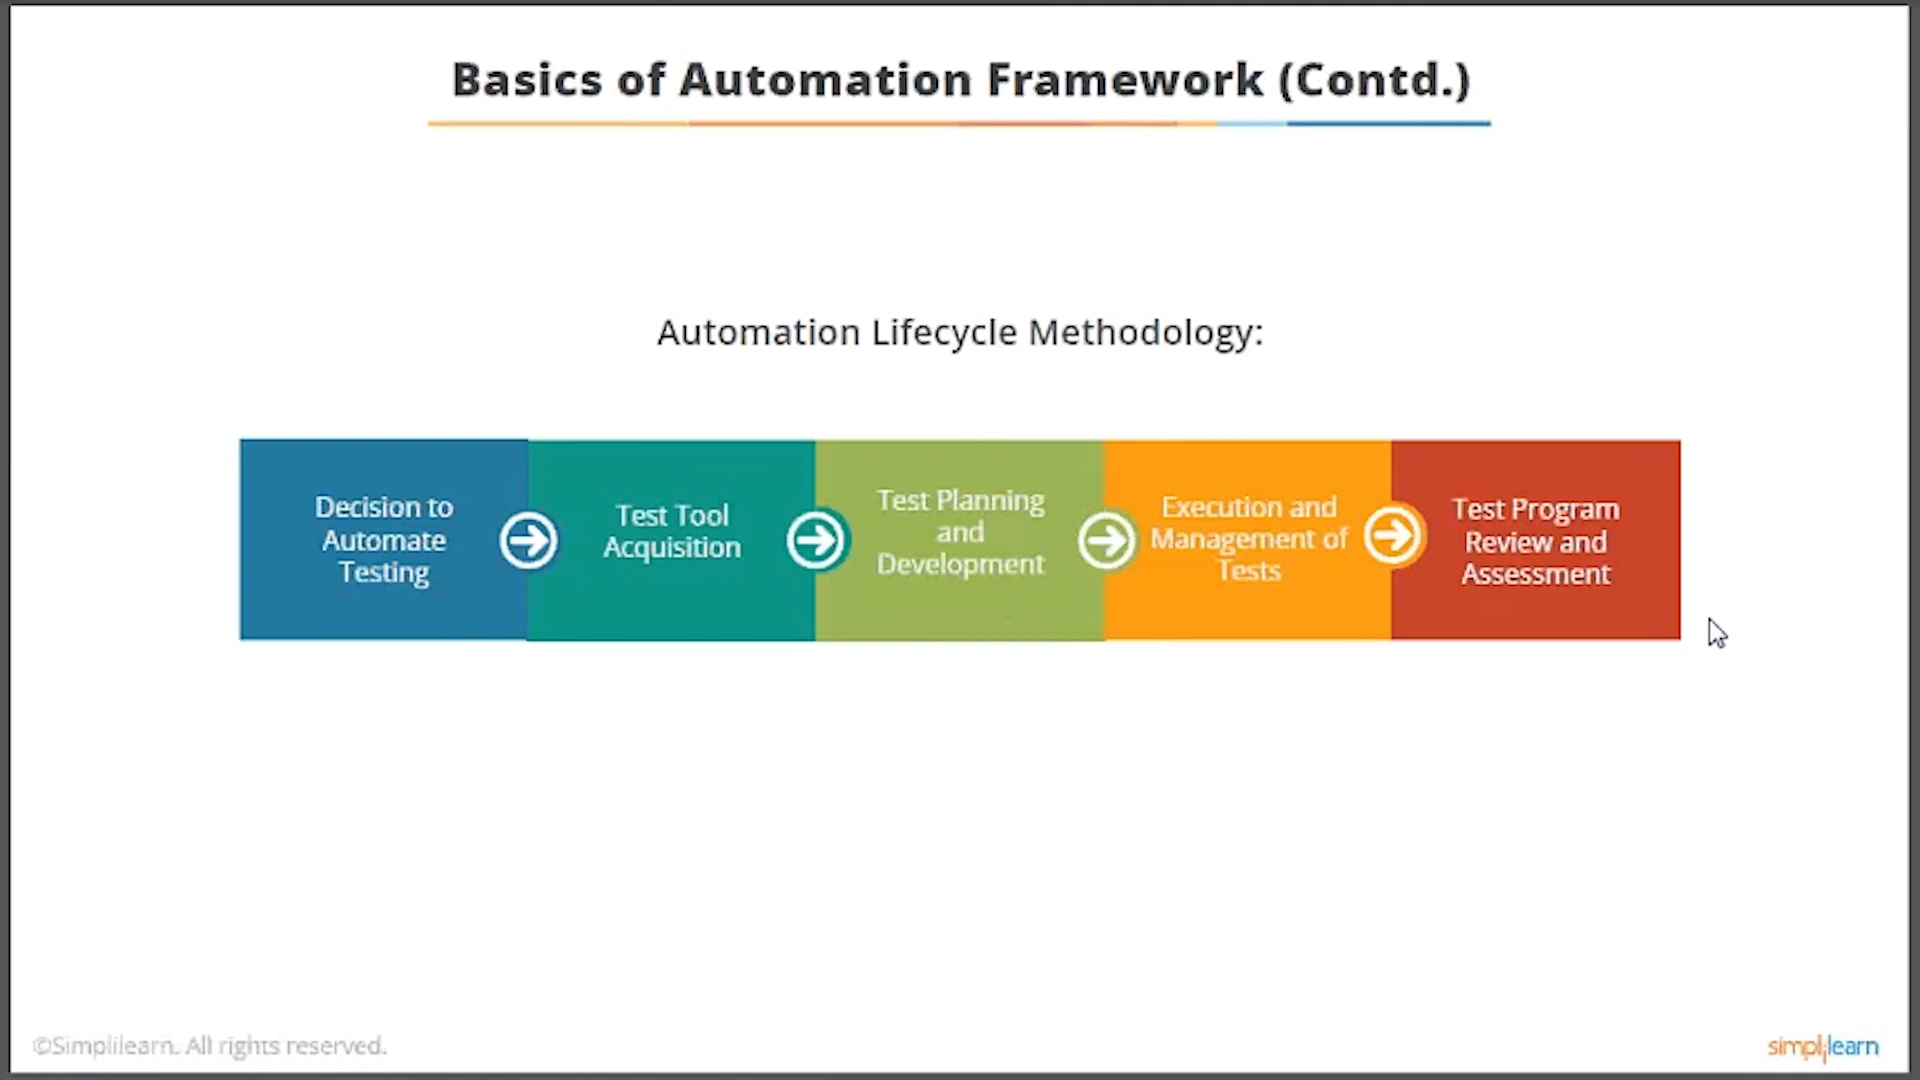 Basics of Automation Framework (Contd.)
Automation Lifecycle Methodology:
Decision to
Automate
Testing
Test Tool
Acquisition
Test Planning
and
Development
Execution and
Management of
Tests
Test Program
Review and
Assessment
©Simplilearn. All rights reserved.
simplilearn